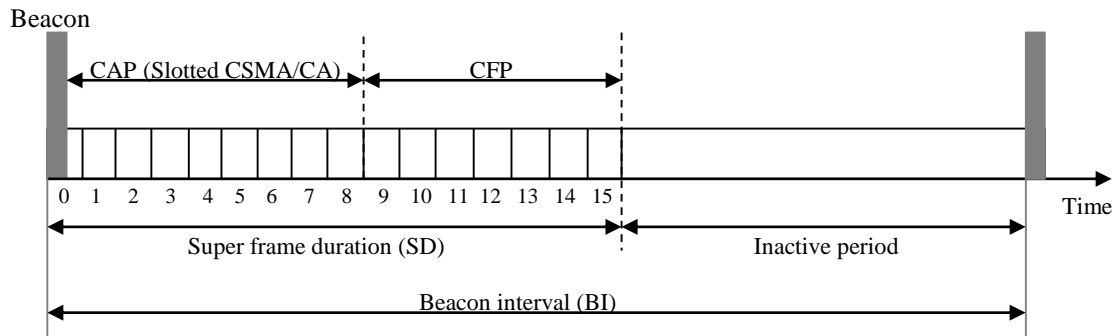 Beacon
CAP (Slotted CSMA/CA) CFP
0 1 2 3 4 5 6 7 8 9 10 11 12 13 14 15
Time
Super frame duration (SD) Inactive period
Beacon interval (BI)